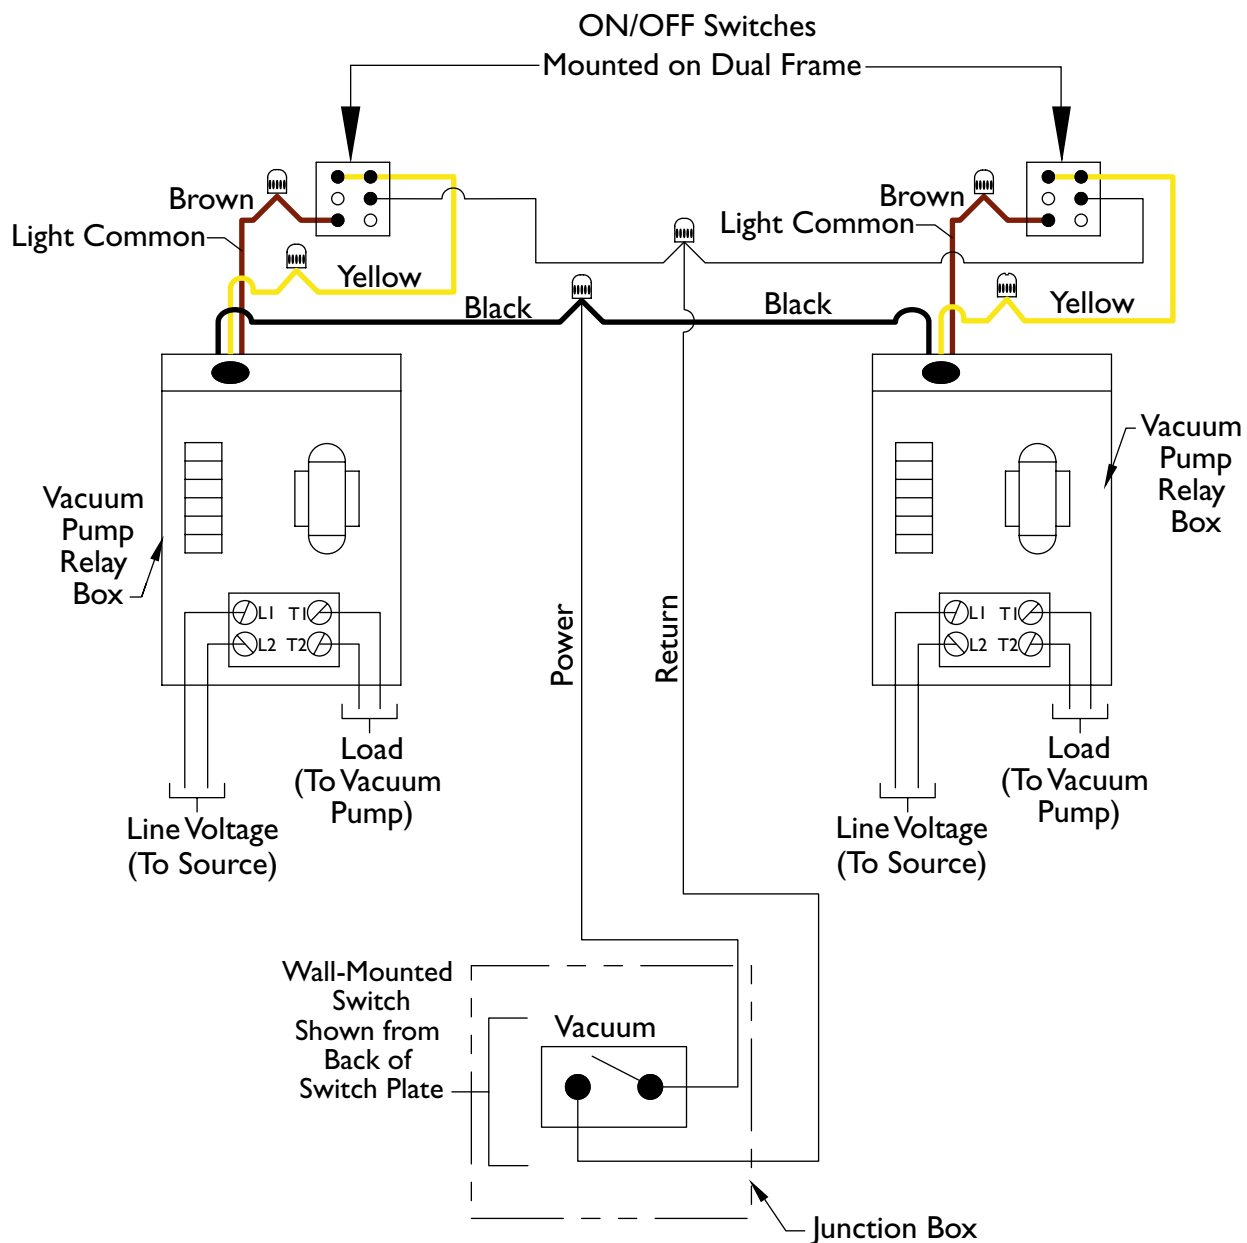 ON/OFF Switches
Mounted on Dual Frame
Brown
Light Common
Yellow
Black
Brown
Light Common
Yellow
Black
Vacuum
Pump
Relay
Box
Vacuum
Pump
Relay
Box
L1 T1
L2 T2
L1 T1
L2 T2
Power
Return
Load
(To Vacuum
Pump)
Line Voltage
(To Source)
Load
(To Vacuum
Pump)
Line Voltage
(To Source)
Wall-Mounted
Switch
Shown from
Back of
Switch Plate
Vacuum
Junction Box